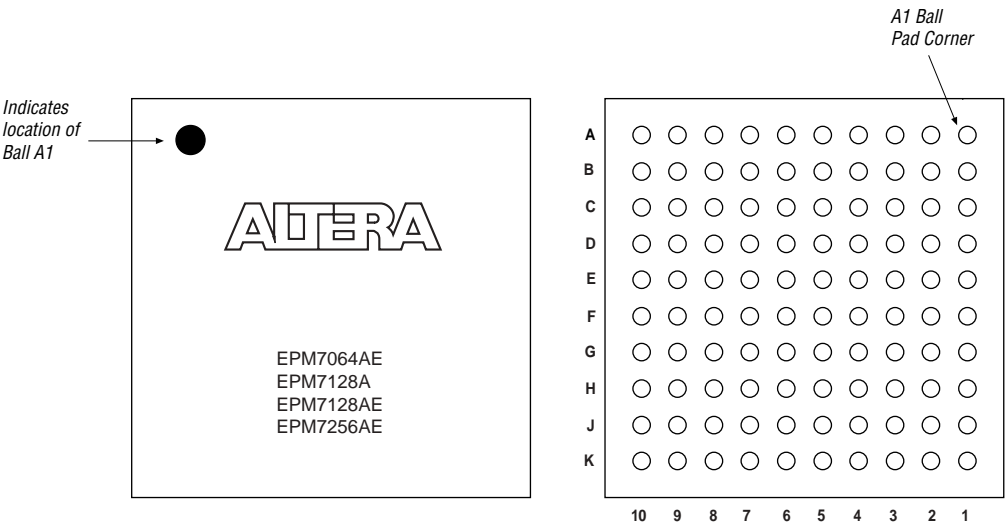 A1 Ball
Pad Corner
Indicates
location of
Ball A1
ALTERA
EPM7064AE
EPM7128A
EPM7128AE
EPM7256AE
A
B
C
D
E
F
G
H
J
K
10 9 8 7 6 5 4 3 2 1